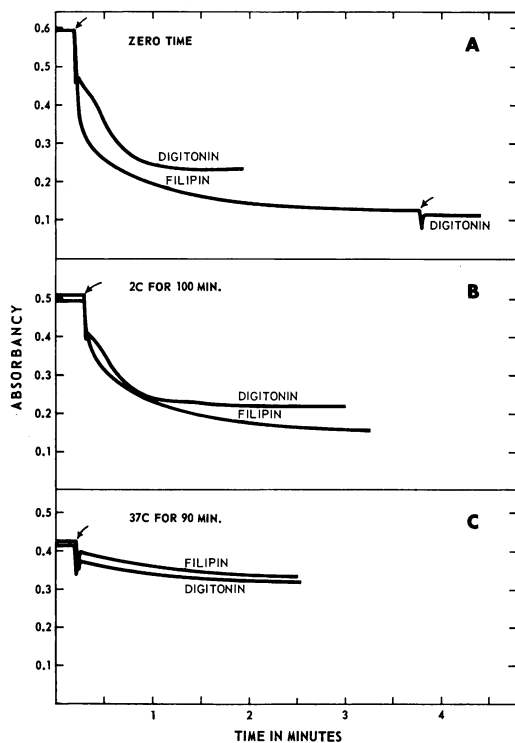 0.6
ZERO TIME
A
0.5
0.4
0.3
DIGITONIN
FILIPIN
0.2
0.1
DIGITONIN
2C FOR 100 MIN.
B
0.5
0.4
0.3
DIGITONIN
0.2
FILIPIN
0.1
37C FOR 90 MIN.
C
0.5
0.4
FILIPIN
0.3
DIGITONIN
0.2
0.1
1
2
3
4
TIME IN MINUTES
ABSORBANCY